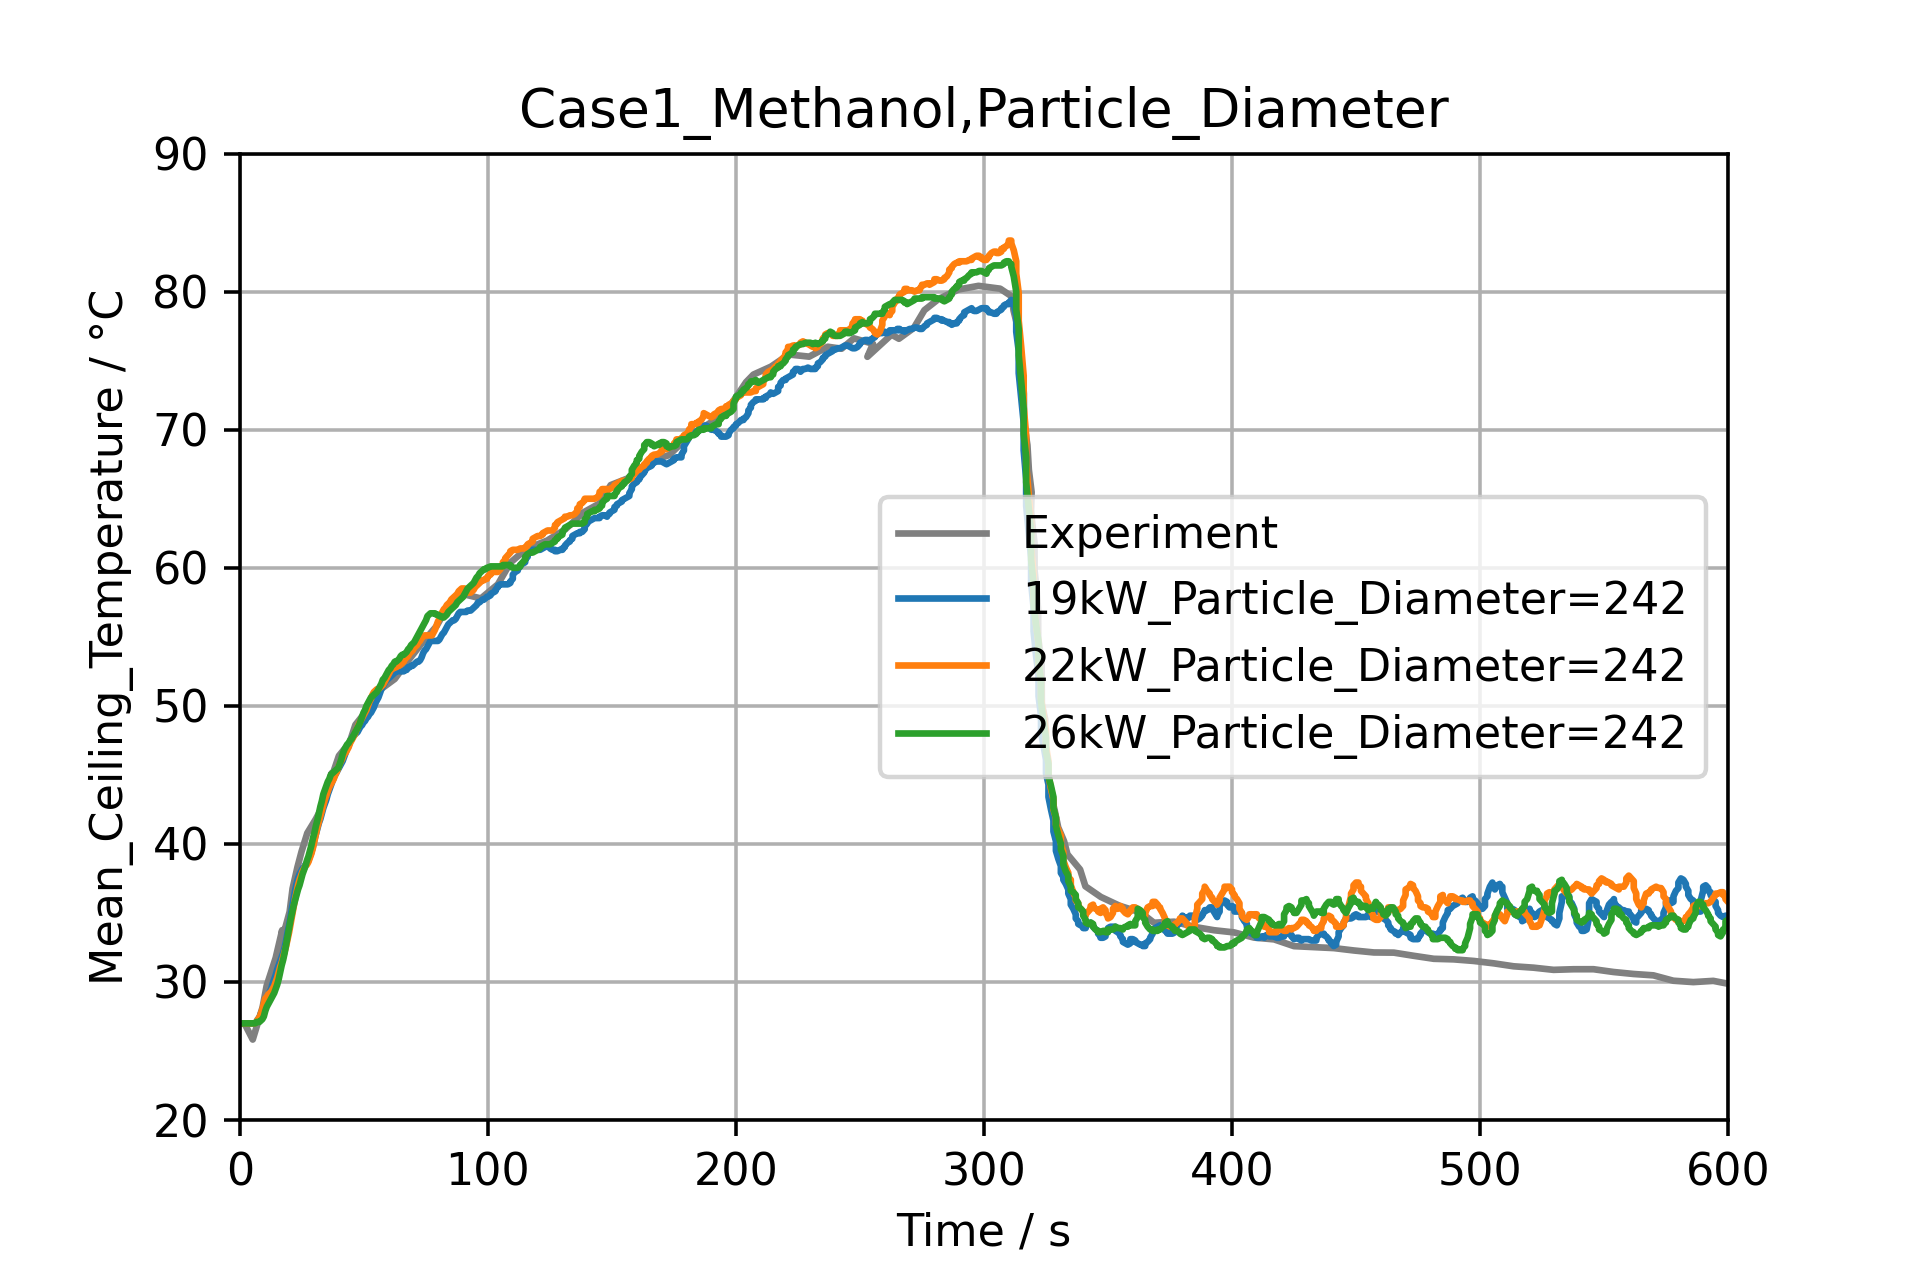 Case1_Methanol,Particle_Diameter
Mean_Ceiling_Temperature / °C
90
80
70
60
50
40
30
20
Experiment
19kW_Particle_Diameter=242
22kW_Particle_Diameter=242
26kW_Particle_Diameter=242
0 100 200 300 400 500 600
Time / s